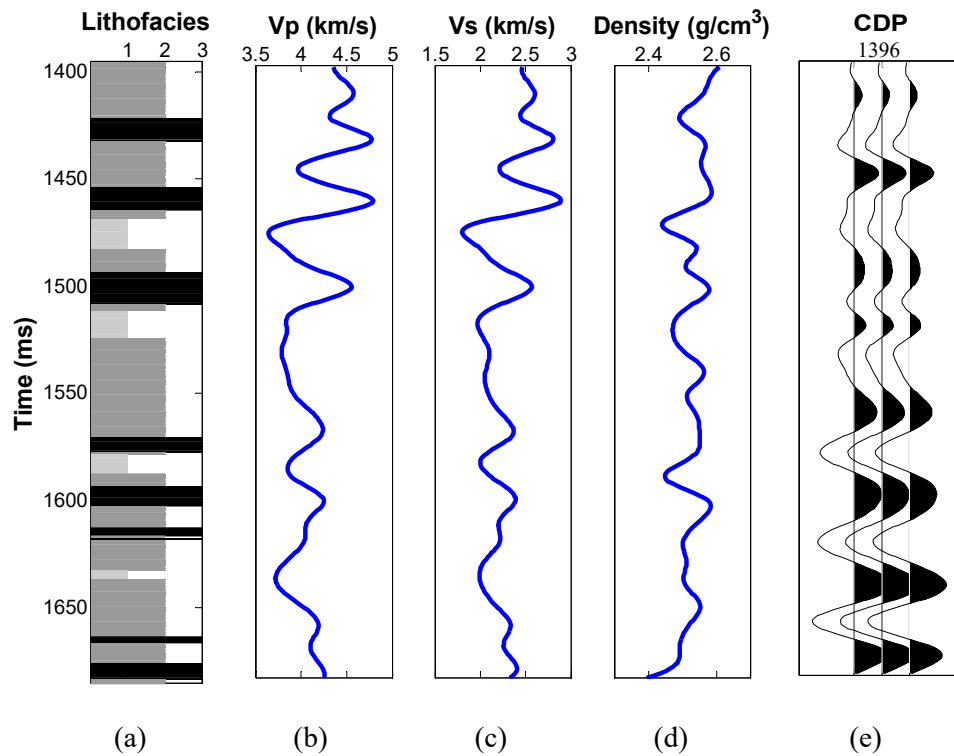 Lithofacies Vp (km/s) Vs (km/s) Density (g/cm³) CDP
1 2 3 3.5 4 4.5 5 1.5 2 2.5 3 2.4 2.6 1396
1400
1450
1500
1550
1600
1650
Time (ms)
(a) (b) (c) (d) (e)